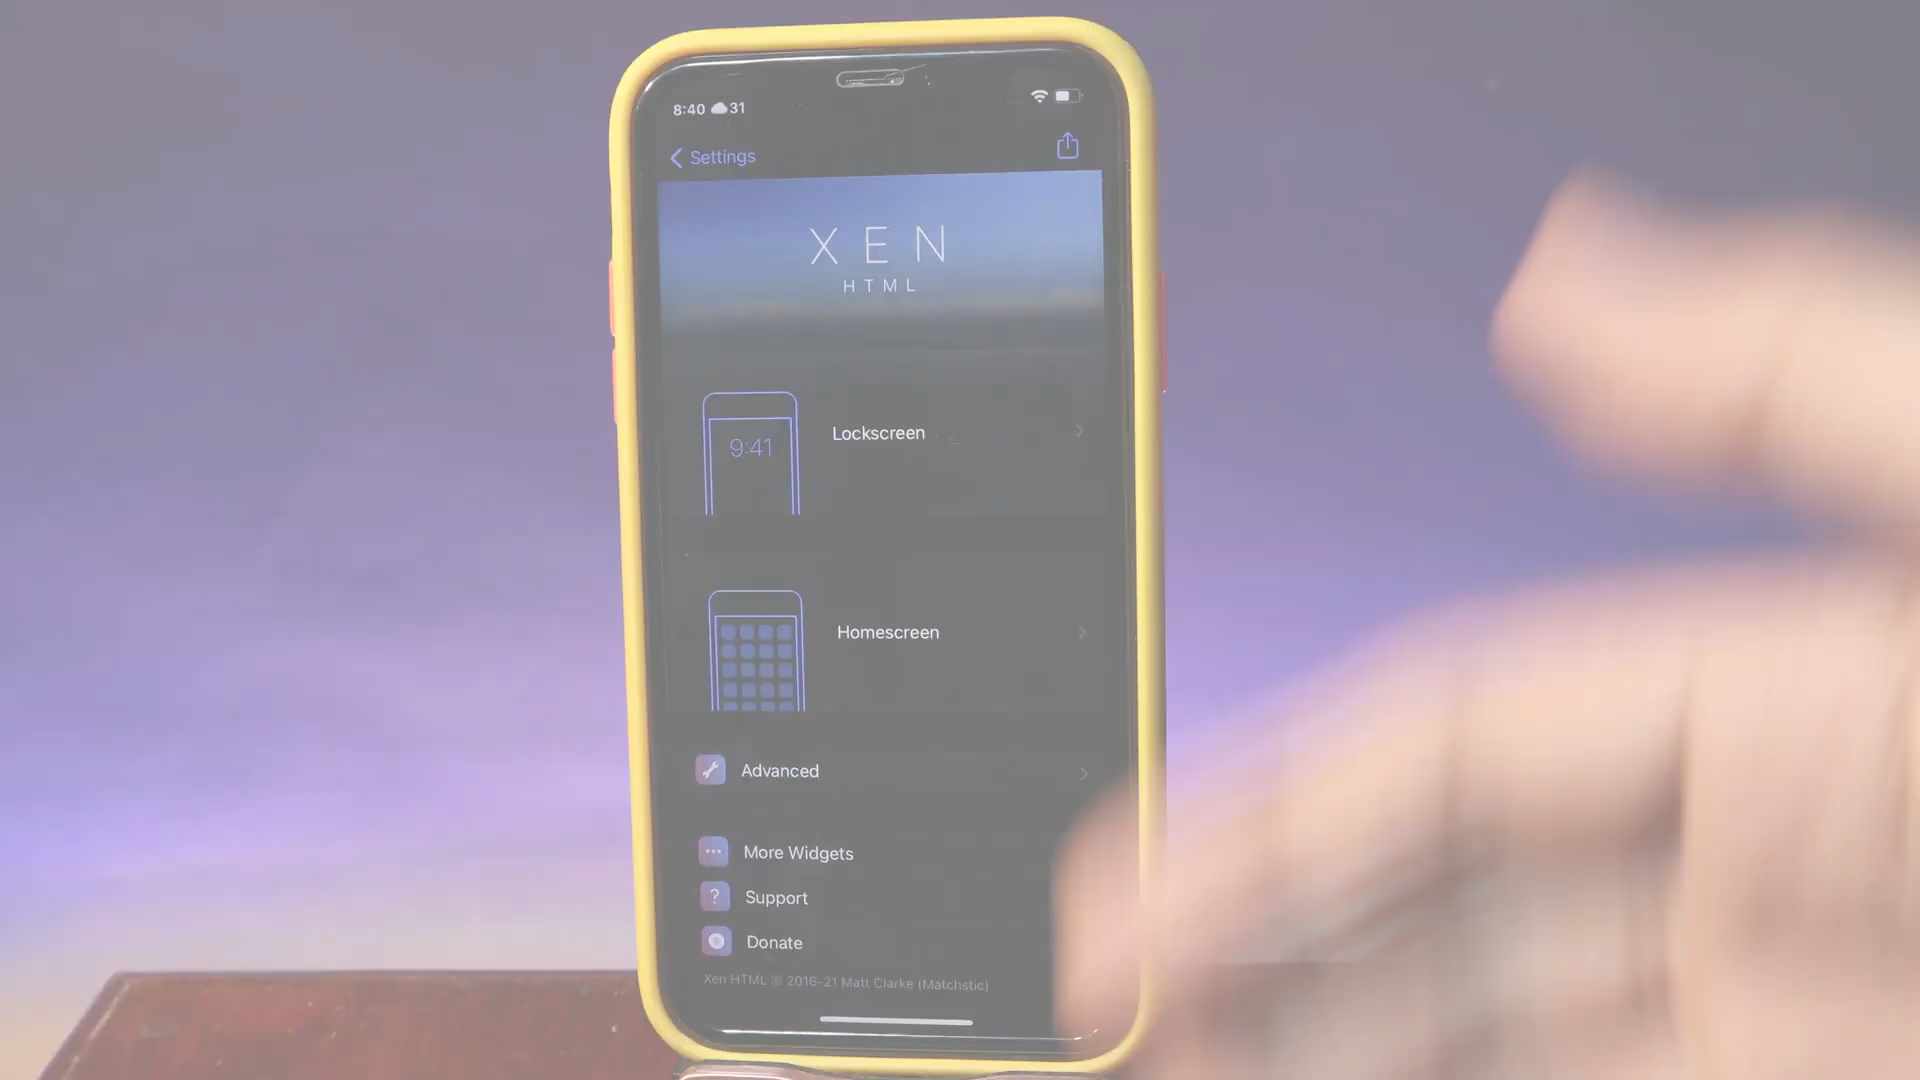 8:40 31
Settings
XEN
HTML
9:41
Lockscreen
Homescreen
Advanced
More Widgets
? Support
Donate
Xen HTML © 2016-21 Matt Clarke (Matchstic)